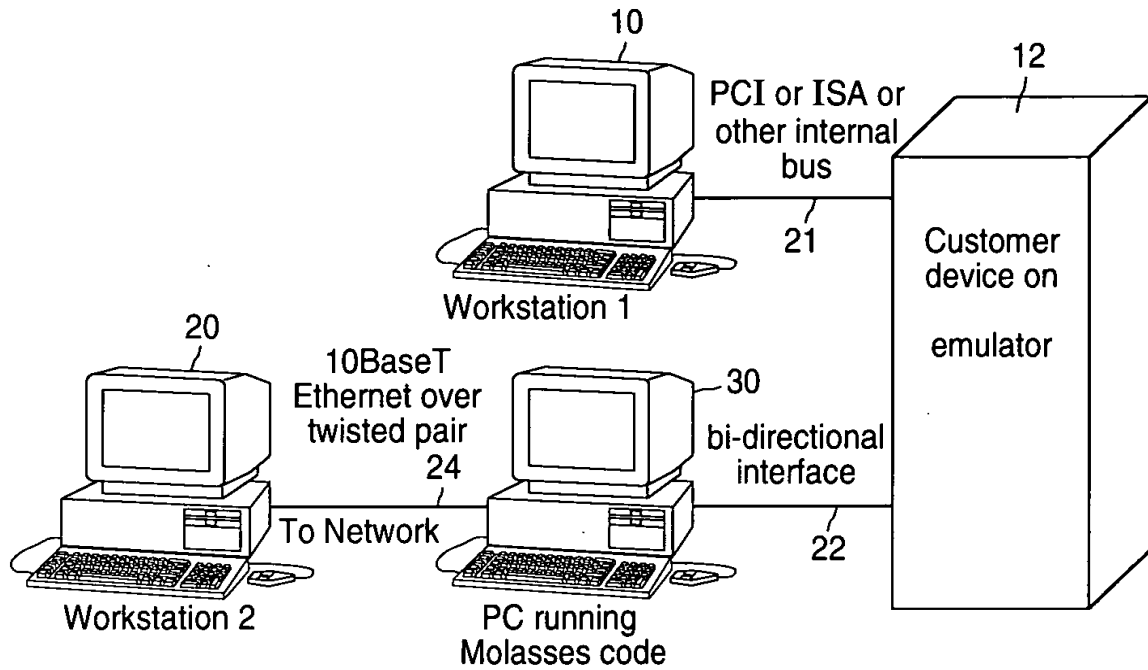 10
12
PCI or ISA or
other internal
bus
21
Customer
device on
emulator
Workstation 1
20
10BaseT
Ethernet over
twisted pair
24
30
bi-directional
interface
22
To Network
Workstation 2
PC running
Molasses code